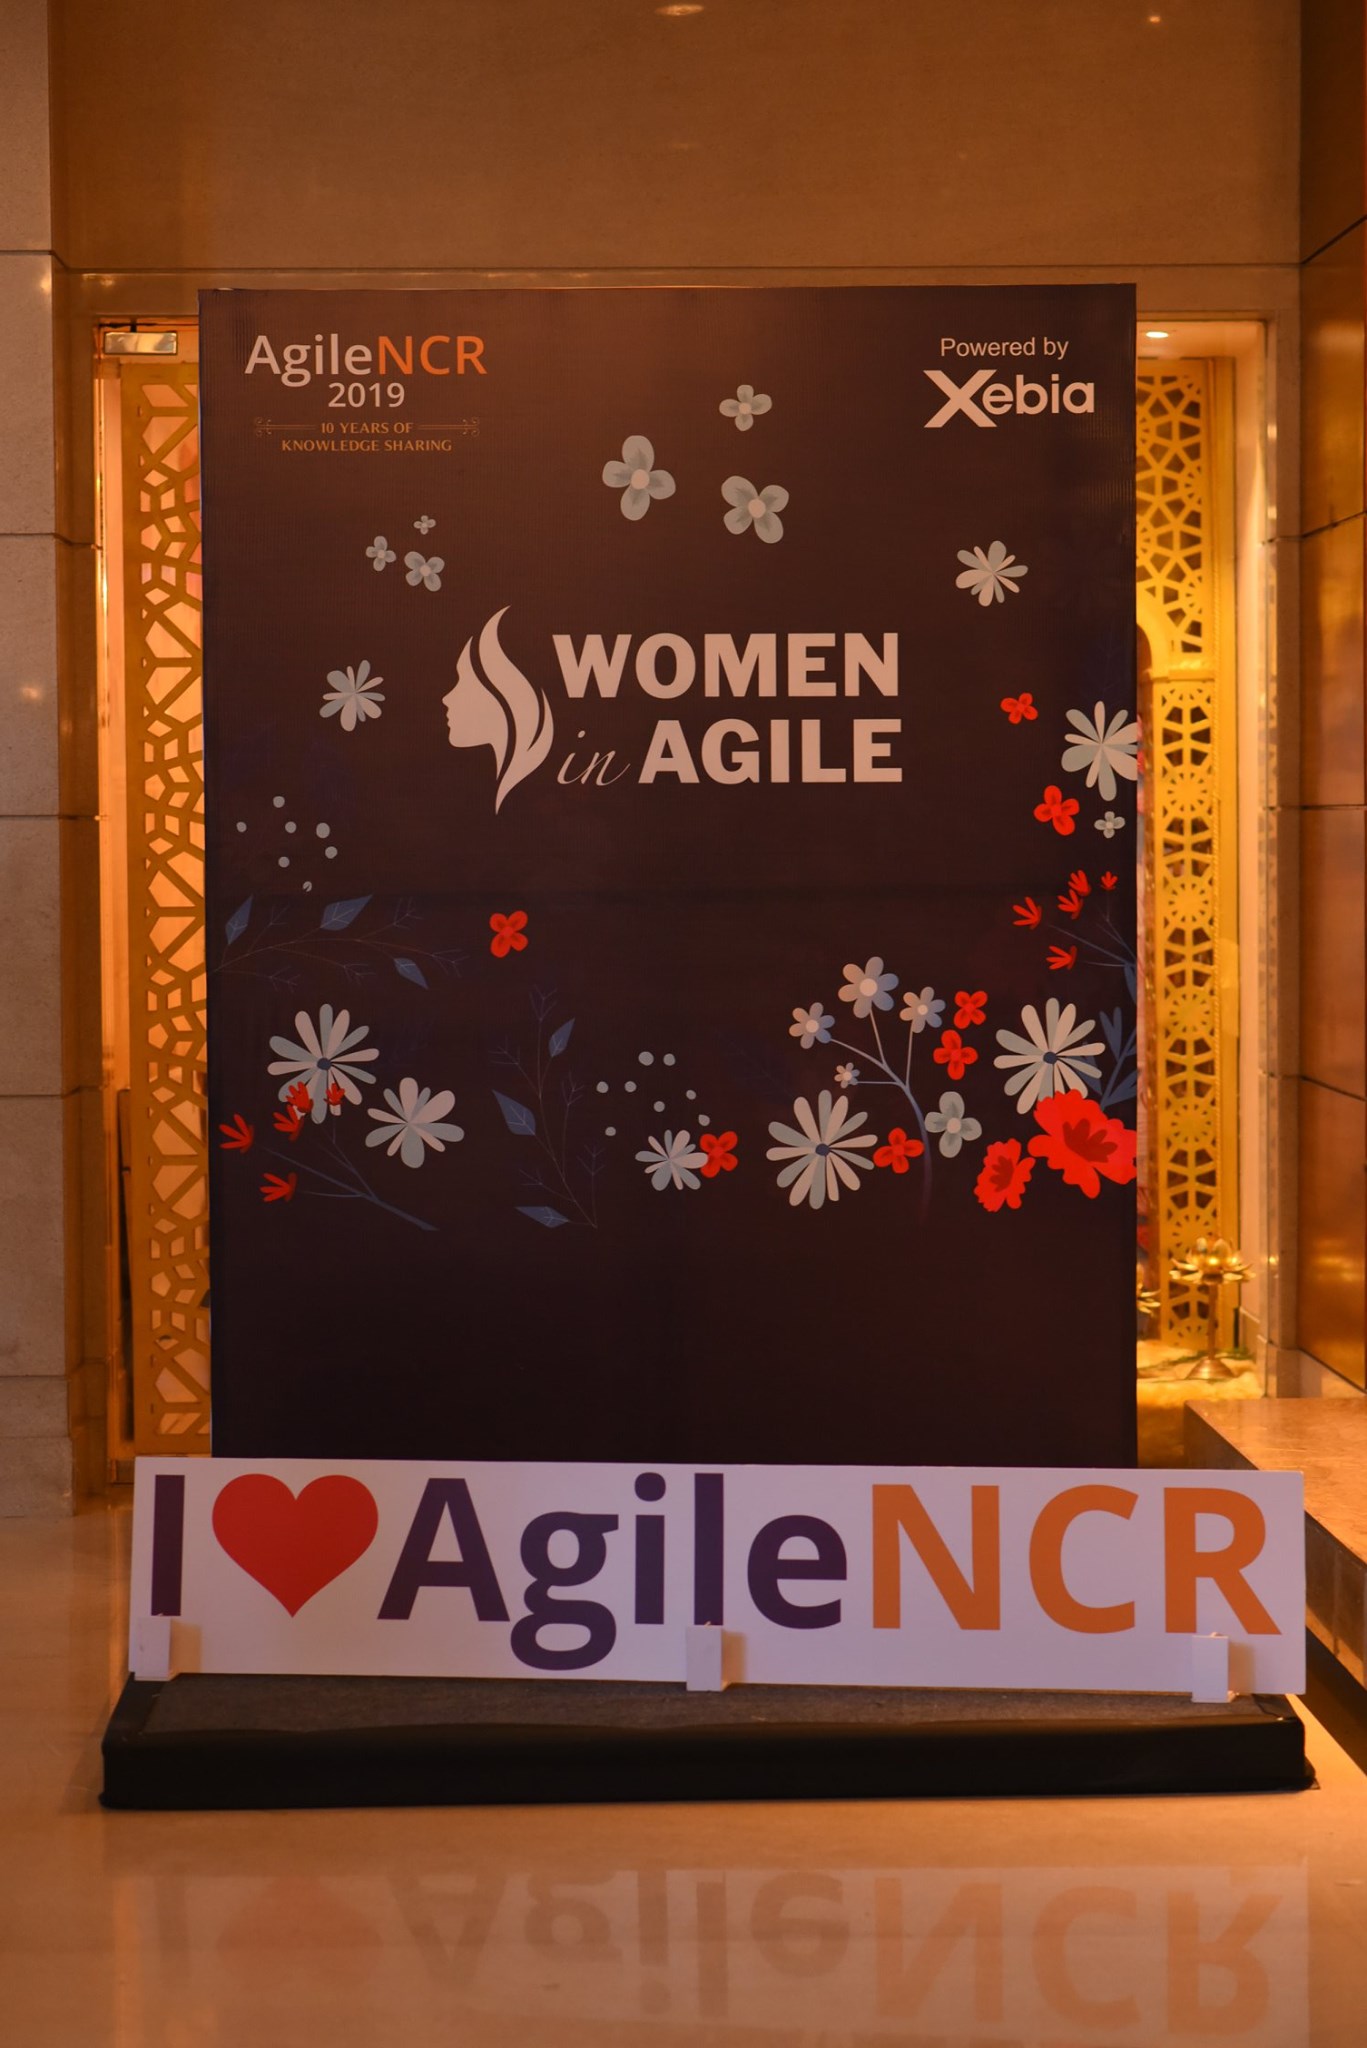 AgileNCR
2019
10 YEARS OF
KNOWLEDGE SHARING
Powered by
Xebia
WOMEN
in AGILE
I ❤ AgileNCR